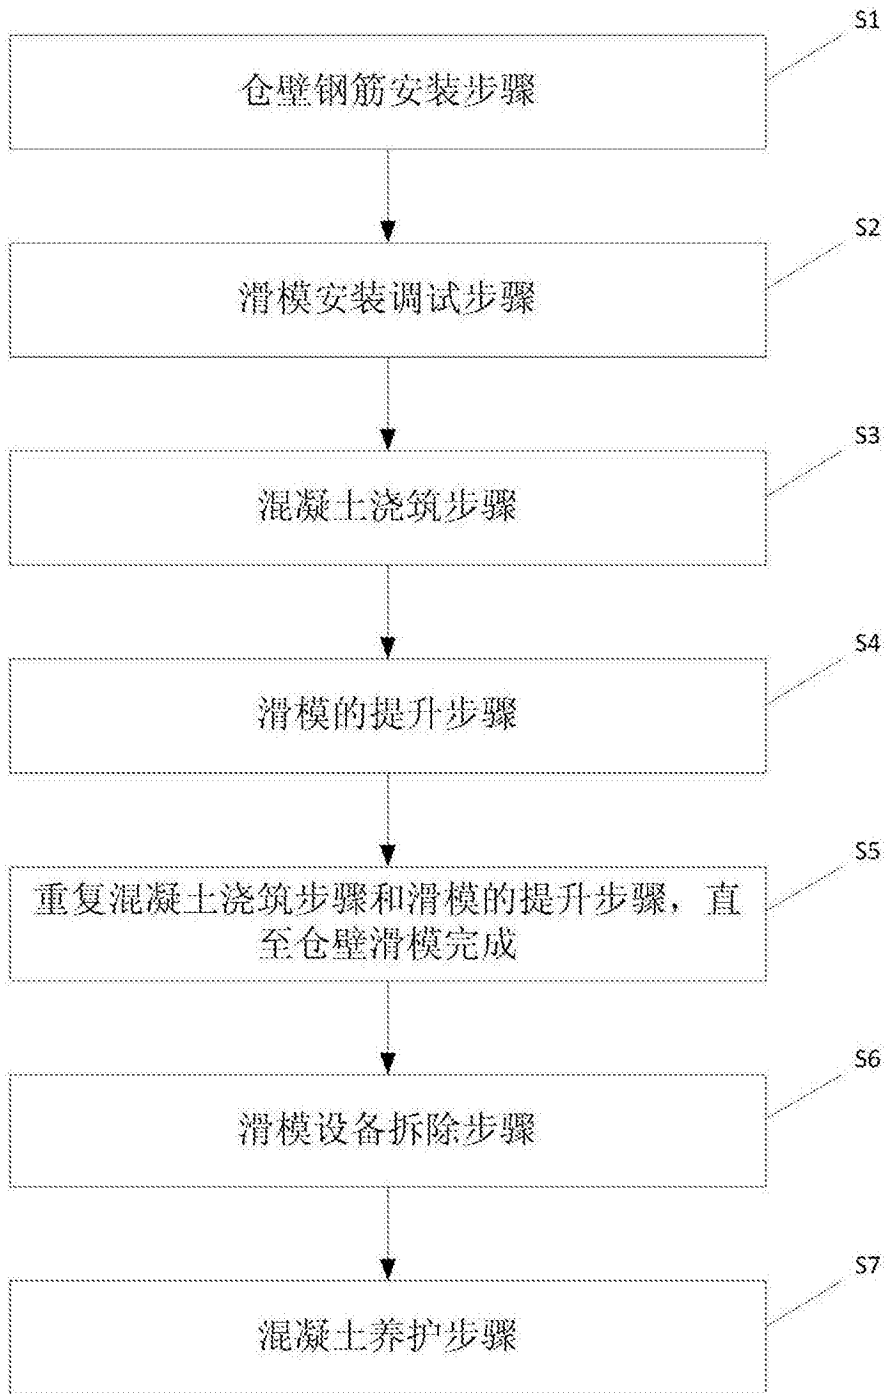 S1
仓壁钢筋安装步骤
S2
滑模安装调试步骤
S3
混凝土浇筑步骤
S4
滑模的提升步骤
S5
重复混凝土浇筑步骤和滑模的提升步骤，直
至仓壁滑模完成
S6
滑模设备拆除步骤
S7
混凝土养护步骤